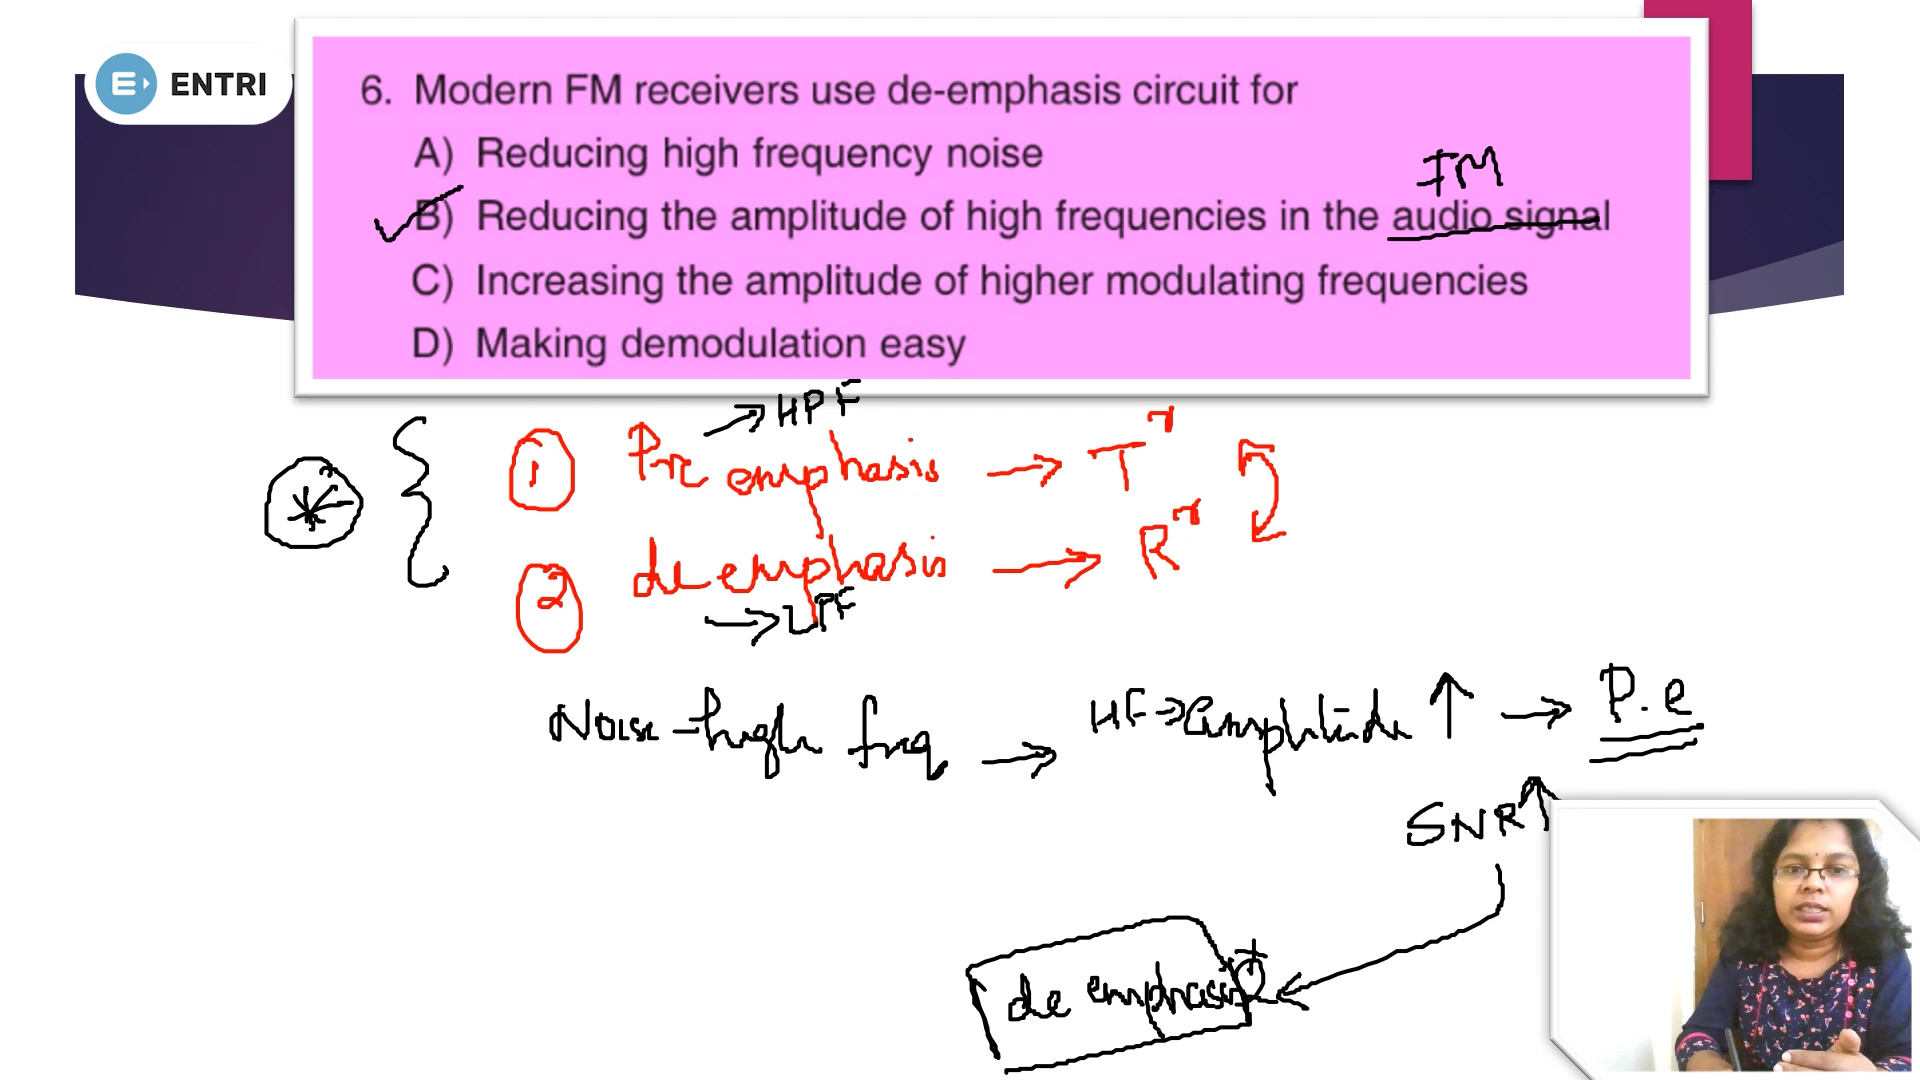 ENTRI
6. Modern FM receivers use de-emphasis circuit for
A) Reducing high frequency noise
FM
B) Reducing the amplitude of high frequencies in the audio signal
C) Increasing the amplitude of higher modulating frequencies
D) Making demodulation easy
→ HPF
1 Pre emphasis → Tr
2 de emphasis → Rr
→ LPF
Noise - high freq → HF → amplitude ↑ → P.e
SNR ↑
de emphasis